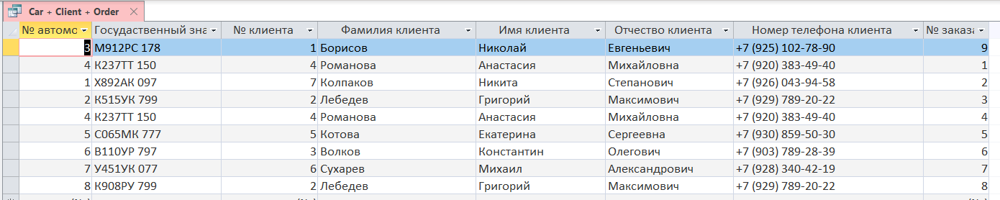 Car + Client + Order
№ автомо Госудаственный зна № клиента Фамилия клиента Имя клиента Отчество клиента Номер телефона клиента № заказа
3 М912РС 178 1 Борисов Николай Евгеньевич +7 (925) 102-78-90 9
4 К237ТТ 150 4 Романова Анастасия Михайловна +7 (920) 383-49-40 1
1 Х892АК 097 7 Колпаков Никита Степанович +7 (926) 043-94-58 2
2 К515УК 799 2 Лебедев Григорий Максимович +7 (929) 789-20-22 3
4 К237ТТ 150 4 Романова Анастасия Михайловна +7 (920) 383-49-40 4
5 С065МК 777 5 Котова Екатерина Сергеевна +7 (930) 859-50-30 5
6 В110УР 797 3 Волков Константин Олегович +7 (903) 789-28-39 6
7 У451УК 077 6 Сухарев Михаил Александрович +7 (928) 340-42-19 7
8 К908РУ 799 2 Лебедев Григорий Максимович +7 (929) 789-20-22 8